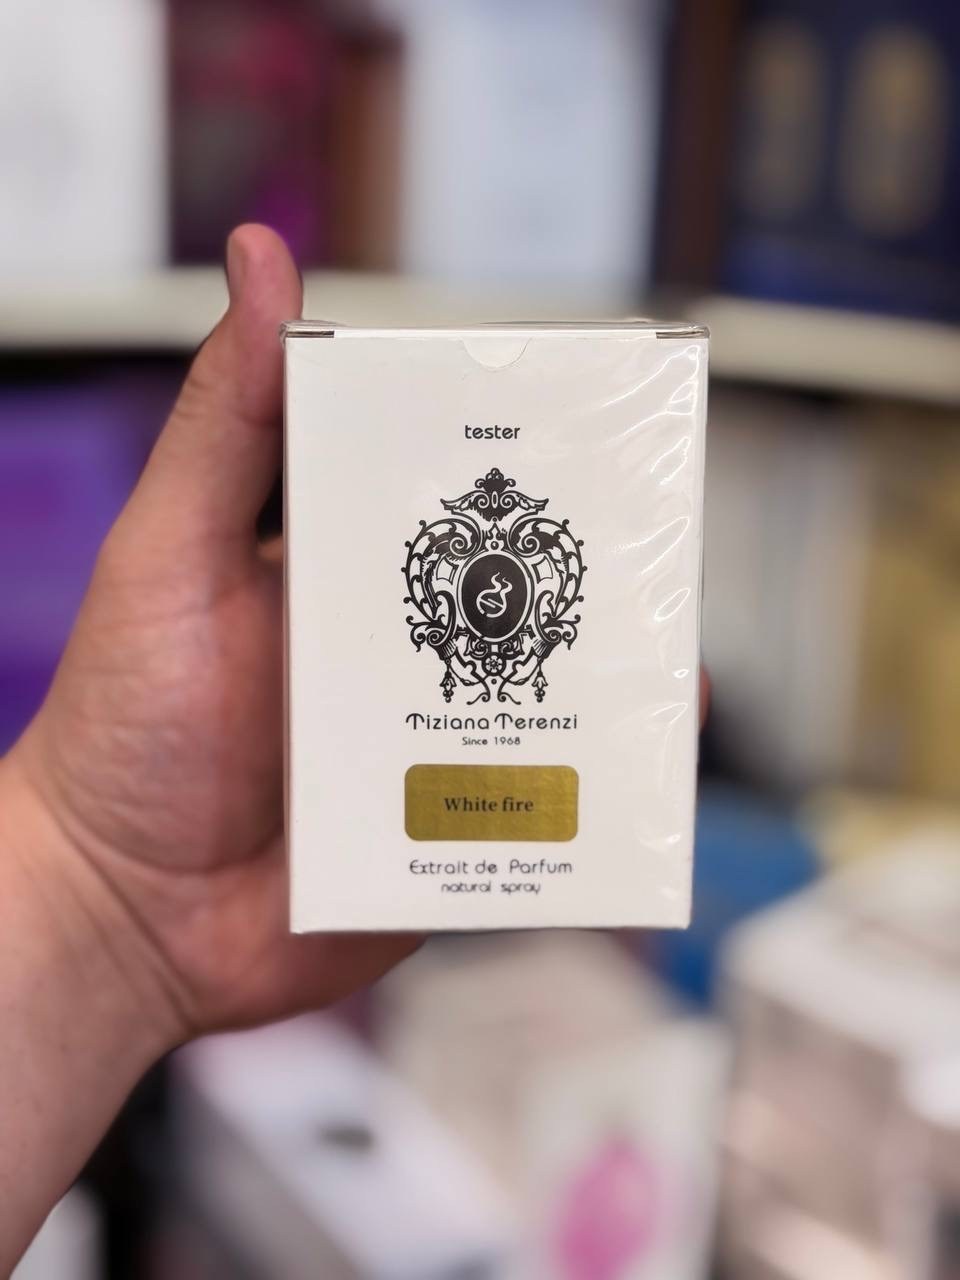 tester
Tiziana Terenzi
Since 1968
White fire
Extrait de Parfum
natural spray